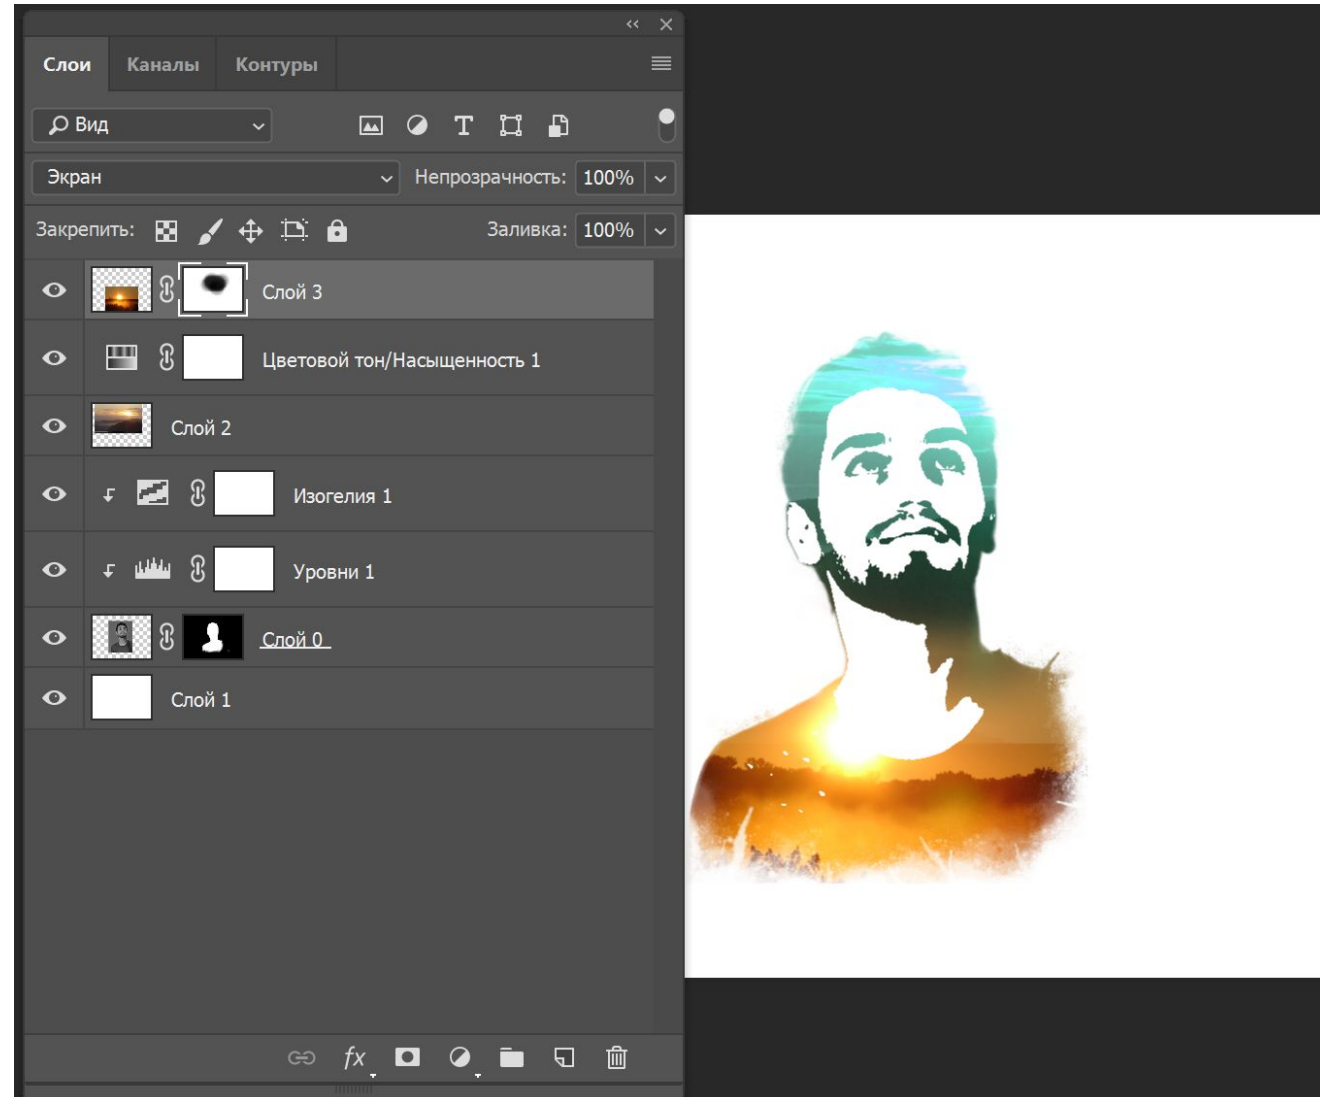 Слои Каналы Контуры
Вид
Экран Непрозрачность: 100%
Закрепить: Заливка: 100%
Слой 3
Цветовой тон/Насыщенность 1
Слой 2
Изогелия 1
Уровни 1
Слой 0
Слой 1
fx